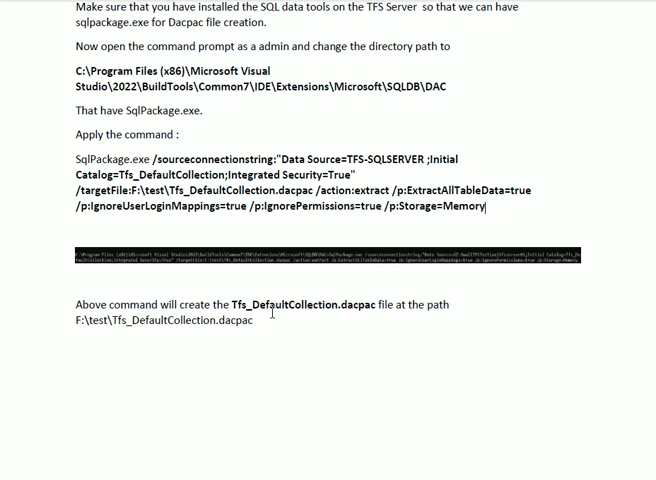 Make sure that you have installed the SQL data tools on the TFS Server so that we can have
sqlpackage.exe for Dacpac file creation.
Now open the command prompt as a admin and change the directory path to
C:\Program Files (x86)\Microsoft Visual
Studio\2022\BuildTools\Common7\IDE\Extensions\Microsoft\SQLDB\DAC
That have SqlPackage.exe.
Apply the command :
SqlPackage.exe /sourceconnectionstring:"Data Source=TFS-SQLSERVER ;Initial
Catalog=Tfs_DefaultCollection;Integrated Security=True"
/targetFile:F:\test\Tfs_DefaultCollection.dacpac /action:extract /p:ExtractAllTableData=true
/p:IgnoreUserLoginMappings=true /p:IgnorePermissions=true /p:Storage=Memory
Above command will create the Tfs_DefaultCollection.dacpac file at the path
F:\test\Tfs_DefaultCollection.dacpac